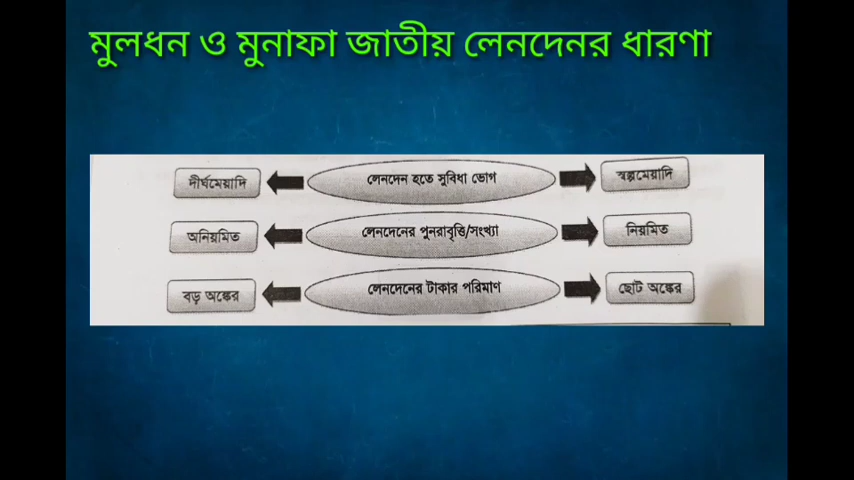 মুলধন ও মুনাফা জাতীয় লেনদেনর ধারণা
দীর্ঘমেয়াদি লেনদেন হতে সুবিধা ভোগ স্বল্পমেয়াদি
অনিয়মিত লেনদেনের পুনরাবৃত্তি/সংখ্যা নিয়মিত
বড় অঙ্কের লেনদেনের টাকার পরিমাণ ছোট অঙ্কের